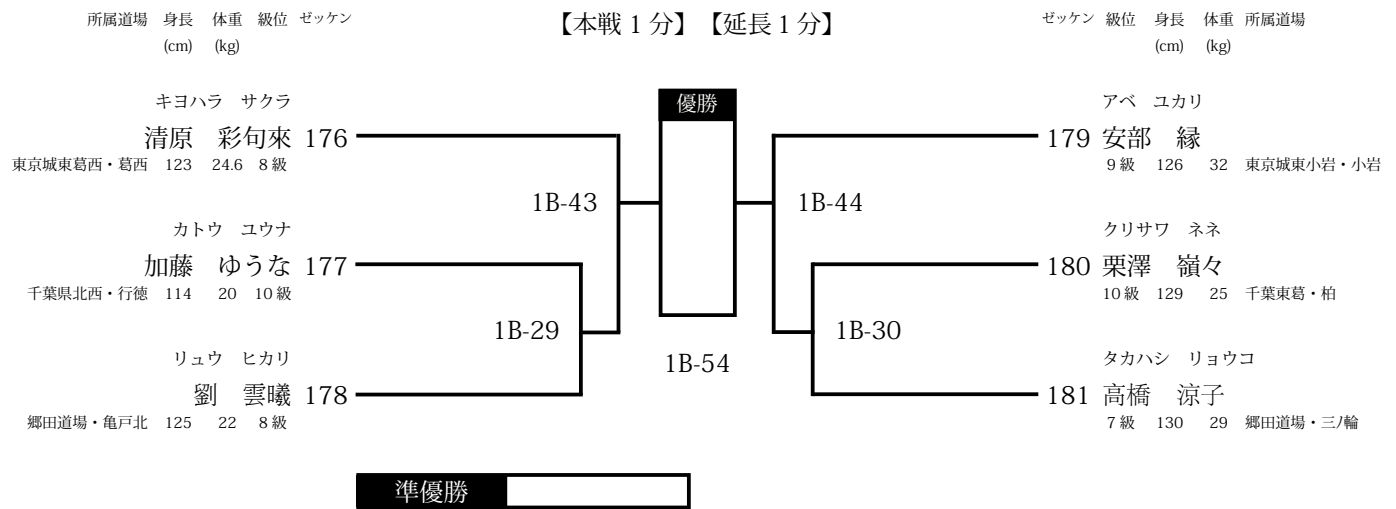 所属道場 身長 体重 級位 ゼッケン
(cm) (kg)
【本戦 1 分】【延長 1 分】
ゼッケン 級位 身長 体重 所属道場
(cm) (kg)
優勝
キヨハラ サクラ
清原 彩句來 176
東京城東葛西・葛西 123 24.6 8 級
1B-43
カトウ ユウナ
加藤 ゆうな 177
千葉県北西・行徳 114 20 10 級
1B-29
リュウ ヒカリ
劉 雲曦 178
郷田道場・亀戸北 125 22 8 級
1B-54
アベ ユカリ
179 安部 縁
9 級 126 32 東京城東小岩・小岩
1B-44
クリサワ ネネ
180 栗澤 嶺々
10 級 129 25 千葉東葛・柏
1B-30
タカハシ リョウコ
181 高橋 涼子
7 級 130 29 郷田道場・三ノ輪
準優勝